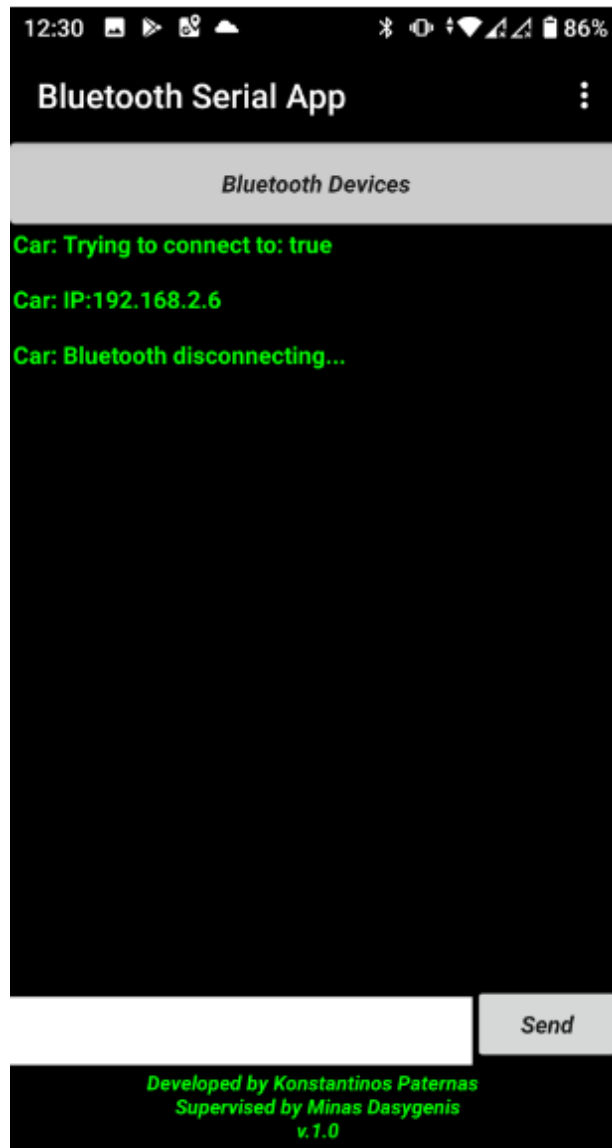 12:30
86%
Bluetooth Serial App
Bluetooth Devices
Car: Trying to connect to: true
Car: IP:192.168.2.6
Car: Bluetooth disconnecting...
Send
Developed by Konstantinos Paternas
Supervised by Minas Dasygenis
v.1.0